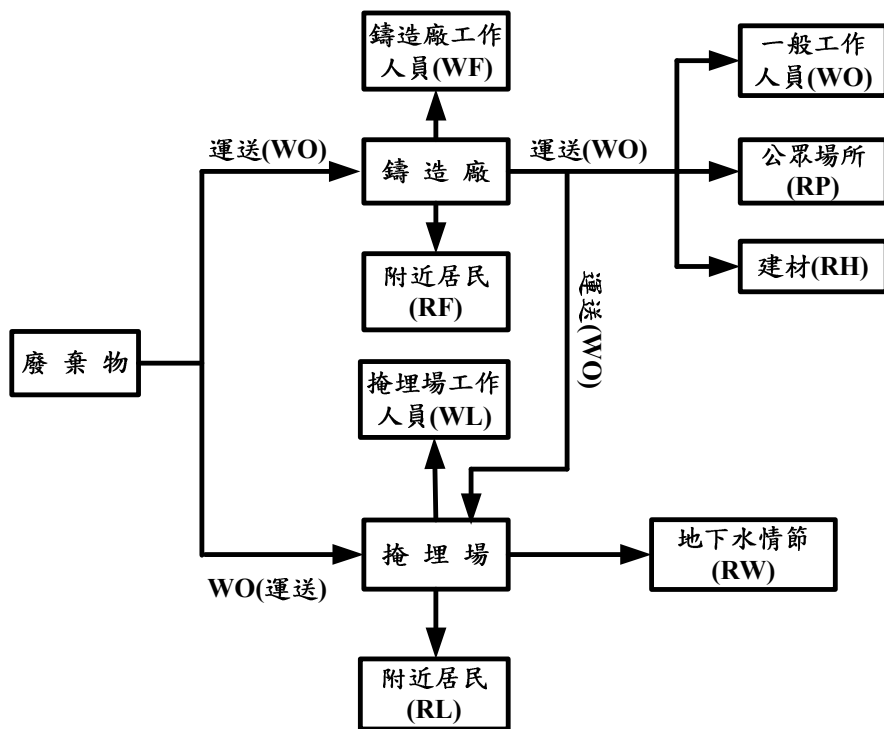 鑄造廠工作
人員(WF)
一般工作
人員(WO)
運送(WO)
鑄 造 廠
運送(WO)
公眾場所
(RP)
附近居民
(RF)
建材(RH)
運送(WO)
廢 棄 物
掩埋場工作
人員(WL)
掩 埋 場
地下水情節
(RW)
WO(運送)
附近居民
(RL)